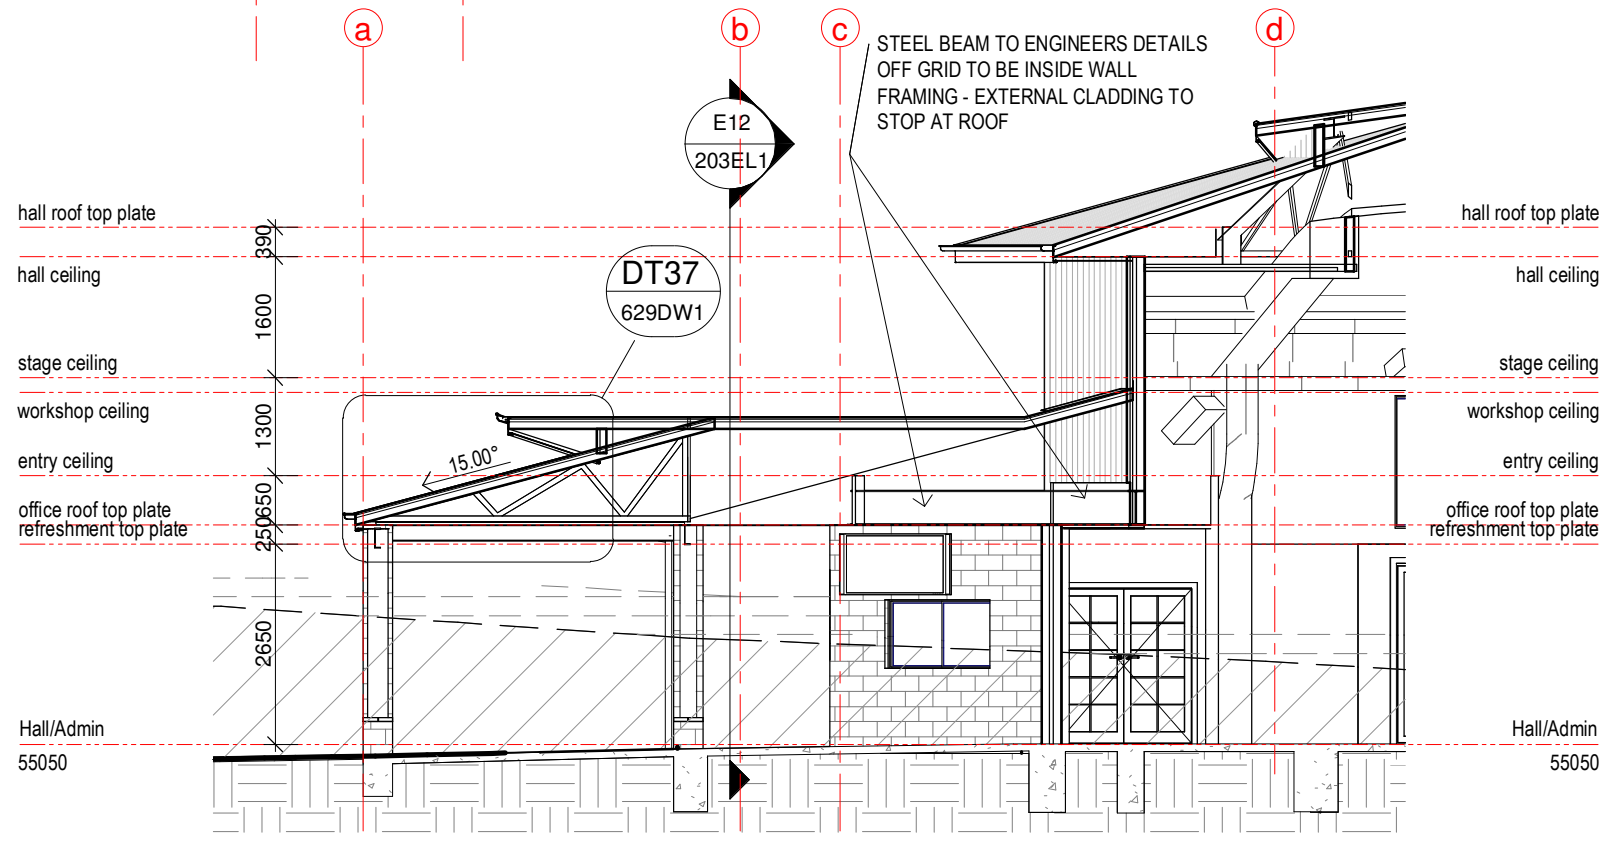 a
b
c
d
STEEL BEAM TO ENGINEERS DETAILS
OFF GRID TO BE INSIDE WALL
FRAMING - EXTERNAL CLADDING TO
STOP AT ROOF
E12
203EL1
hall roof top plate
390
hall roof top plate
hall ceiling
DT37
629DW1
hall ceiling
1600
stage ceiling
stage ceiling
workshop ceiling
1300
workshop ceiling
entry ceiling
15.00°
entry ceiling
650
office roof top plate
office roof top plate
refreshment top plate
250
refreshment top plate
2650
Hall/Admin
Hall/Admin
55050
55050